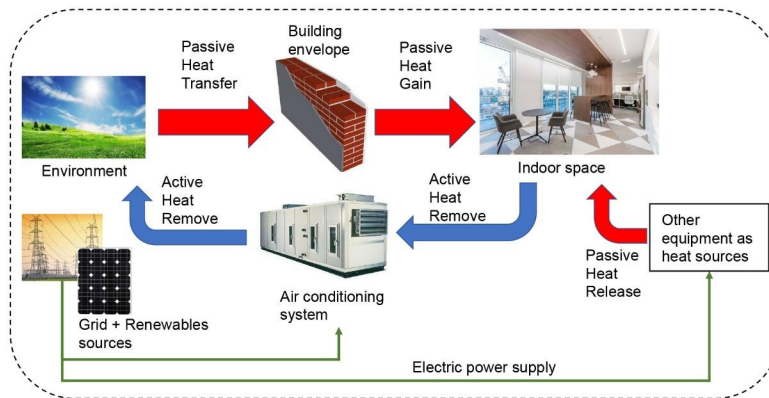 Passive
Heat
Transfer
Building
envelope
Passive
Heat
Gain
Environment
Indoor space
Active
Heat
Remove
Active
Heat
Remove
Other
equipment as
heat sources
Passive
Heat
Release
Air conditioning
system
Grid + Renewables
sources
Electric power supply